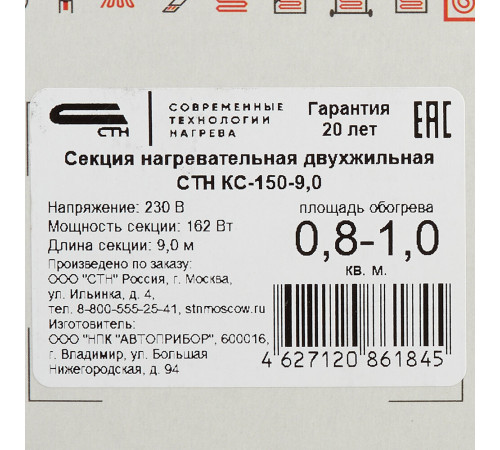 СТН
СОВРЕМЕННЫЕ
ТЕХНОЛОГИИ
НАГРЕВА
Гарантия
20 лет
ЕАС
Секция нагревательная двухжильная
СТН КС-150-9,0
Напряжение: 230 В
Мощность секции: 162 Вт
Длина секции: 9,0 м
Произведено по заказу:
ООО "СТН" Россия, г. Москва,
ул. Ильинка, д. 4,
тел. 8-800-555-25-41, stnmoscow.ru
Изготовитель:
ООО "НПК "АВТОПРИБОР", 600016,
г. Владимир, ул. Большая
Нижегородская, д. 94
площадь обогрева
0,8-1,0
кв. м.
4 627120 861845